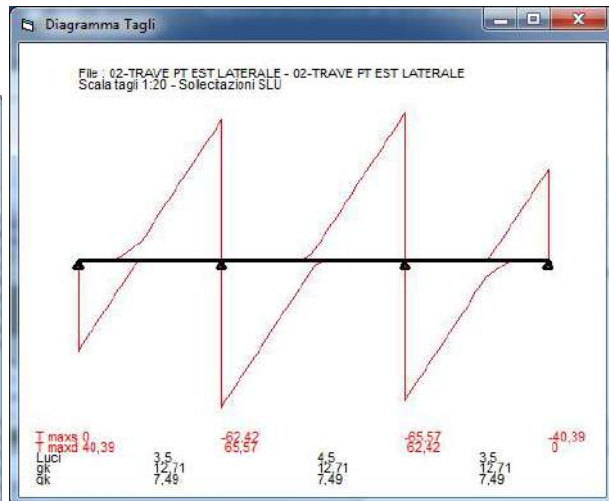 Diagramma Tagli
File : 02-TRAVE PT EST LATERALE - 02-TRAVE PT EST LATERALE
Scala tagli 1:20 - Sollecitazioni SLU
T maxs 0 -62,42 -65,57 -40,39
T maxd 40,39 65,57 62,42 0
Luci 3,5 4,5 3,5
gk 12,71 12,71 12,71
qk 7,49 7,49 7,49